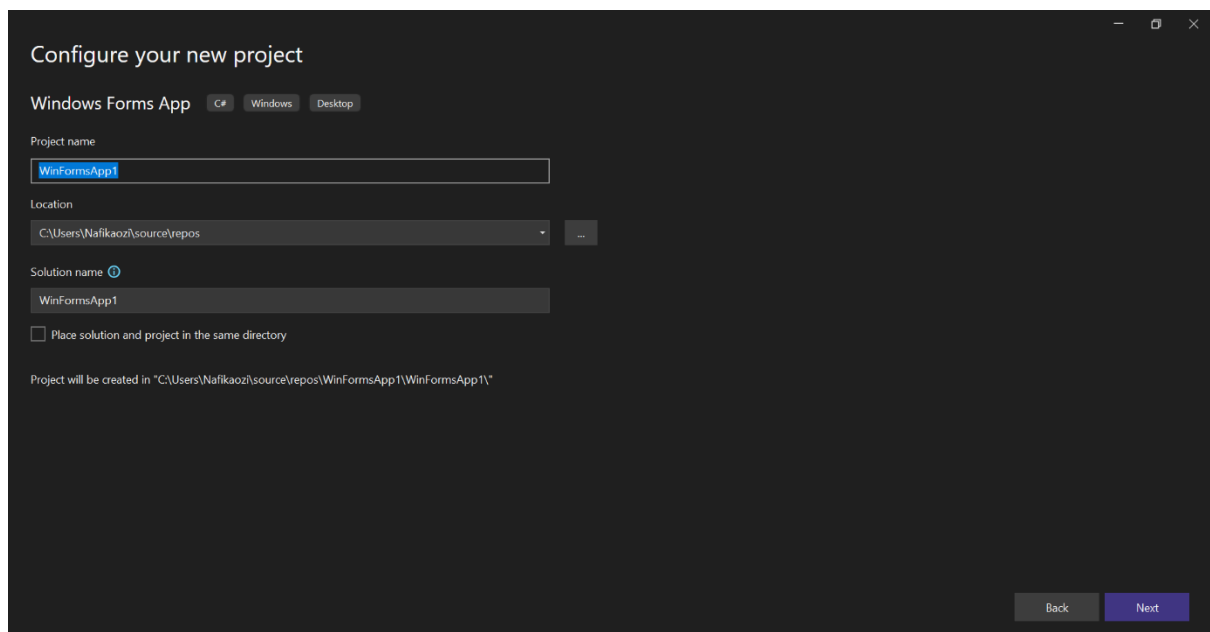 Configure your new project
Windows Forms App C# Windows Desktop
Project name
WinFormsApp1
Location
C:\Users\Nafikaozi\source\repos
...
Solution name
WinFormsApp1
Place solution and project in the same directory
Project will be created in "C:\Users\Nafikaozi\source\repos\WinFormsApp1\WinFormsApp1\"
Back Next